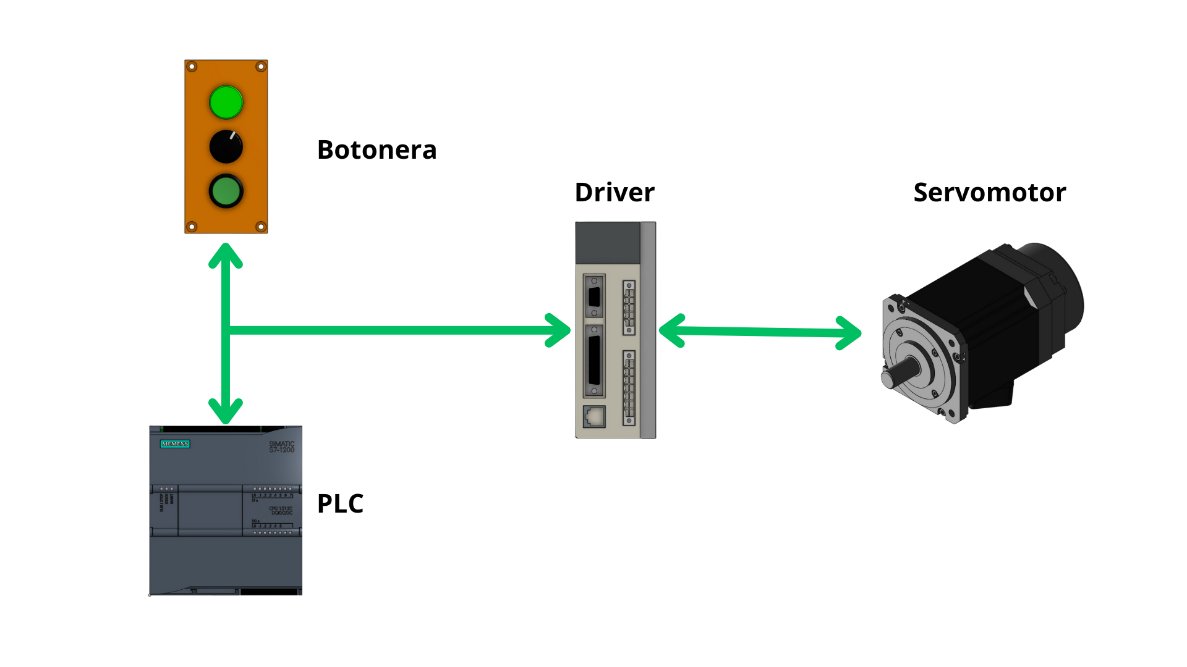 Botonera
Driver
Servomotor
SIEMENS
SIMATIC
S7-1200
PLC